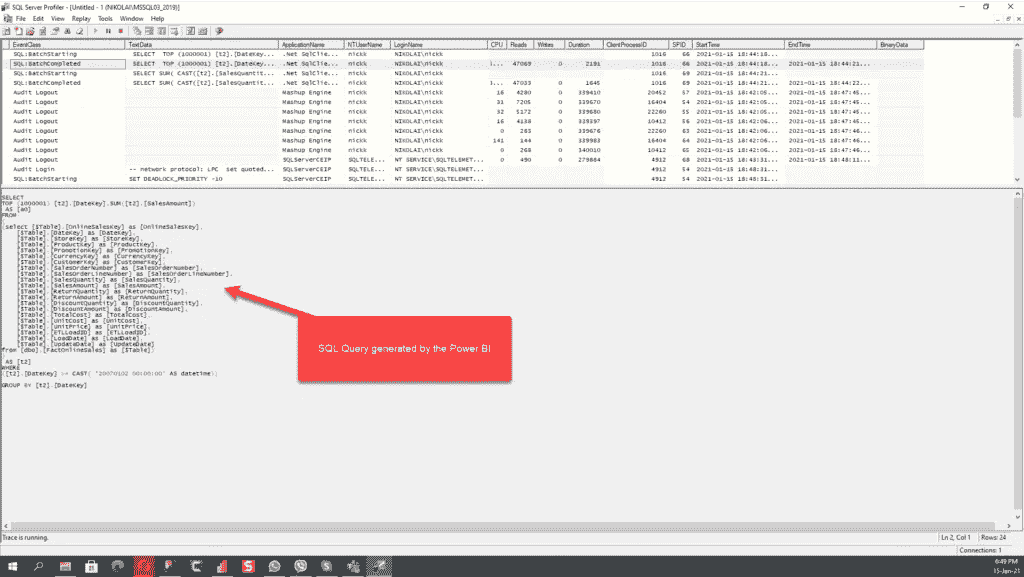 SQL Server Profiler - [Untitled - 1 (NIKOLAI\MSSQL03_2019)]
File Edit View Replay Tools Window Help
EventClass TextData ApplicationName NTUserName LoginName CPU Reads Writes Duration ClientProcessID SPID StartTime EndTime BinaryData
SQL:BatchStarting SELECT TOP (1000001) [t2].[DateKey... .Net SqlClie... nickk NIKOLAI\nickk 1016 66 2021-01-15 18:44:18...
SQL:BatchCompleted SELECT TOP (1000001) [t2].[DateKey... .Net SqlClie... nickk NIKOLAI\nickk 1... 47069 0 2191 1016 66 2021-01-15 18:44:18... 2021-01-15 18:44:21...
SQL:BatchStarting SELECT SUM( CAST([t2].[SalesQuantit... .Net SqlClie... nickk NIKOLAI\nickk 1016 69 2021-01-15 18:44:21...
SQL:BatchCompleted SELECT SUM( CAST([t2].[SalesQuantit... .Net SqlClie... nickk NIKOLAI\nickk 1... 47033 0 1645 1016 69 2021-01-15 18:44:21... 2021-01-15 18:44:22...
Audit Logout Mashup Engine nickk NIKOLAI\nickk 16 4280 0 339410 20452 57 2021-01-15 18:42:05... 2021-01-15 18:47:45...
Audit Logout Mashup Engine nickk NIKOLAI\nickk 31 7205 0 339670 16404 54 2021-01-15 18:42:05... 2021-01-15 18:47:45...
Audit Logout Mashup Engine nickk NIKOLAI\nickk 32 5172 0 339680 22260 55 2021-01-15 18:42:05... 2021-01-15 18:47:45...
Audit Logout Mashup Engine nickk NIKOLAI\nickk 16 4138 0 339397 10412 56 2021-01-15 18:42:06... 2021-01-15 18:47:45...
Audit Logout Mashup Engine nickk NIKOLAI\nickk 0 283 0 339676 22260 63 2021-01-15 18:42:06... 2021-01-15 18:47:46...
Audit Logout Mashup Engine nickk NIKOLAI\nickk 141 144 0 339983 16404 64 2021-01-15 18:42:06... 2021-01-15 18:47:46...
Audit Logout Mashup Engine nickk NIKOLAI\nickk 0 268 0 340010 10412 65 2021-01-15 18:42:06... 2021-01-15 18:47:46...
Audit Logout SQLServerCEIP SQLTELE... NT SERVICE\SQLTELEMET... 0 490 0 279884 4912 68 2021-01-15 18:43:31... 2021-01-15 18:48:11...
Audit Login -- network protocol: LPC set quoted... SQLServerCEIP SQLTELE... NT SERVICE\SQLTELEMET... 4912 54 2021-01-15 18:48:31...
SQL:BatchStarting SET DEADLOCK_PRIORITY -10 SQLServerCEIP SQLTELE... NT SERVICE\SQLTELEMET... 4912 54 2021-01-15 18:48:31...
SELECT
TOP (1000001) [t2].[DateKey],SUM([t2].[SalesAmount])
AS [a0]
FROM
(
(select [$Table].[OnlineSalesKey] as [OnlineSalesKey],
[$Table].[DateKey] as [DateKey],
[$Table].[StoreKey] as [StoreKey],
[$Table].[ProductKey] as [ProductKey],
[$Table].[PromotionKey] as [PromotionKey],
[$Table].[CurrencyKey] as [CurrencyKey],
[$Table].[CustomerKey] as [CustomerKey],
[$Table].[SalesOrderNumber] as [SalesOrderNumber],
[$Table].[SalesOrderLineNumber] as [SalesOrderLineNumber],
[$Table].[SalesQuantity] as [SalesQuantity],
[$Table].[SalesAmount] as [SalesAmount],
[$Table].[ReturnQuantity] as [ReturnQuantity],
[$Table].[ReturnAmount] as [ReturnAmount],
[$Table].[DiscountQuantity] as [DiscountQuantity],
[$Table].[DiscountAmount] as [DiscountAmount],
[$Table].[TotalCost] as [TotalCost],
[$Table].[UnitCost] as [UnitCost],
[$Table].[UnitPrice] as [UnitPrice],
[$Table].[ETLLoadID] as [ETLLoadID],
[$Table].[LoadDate] as [LoadDate],
[$Table].[UpdateDate] as [UpdateDate]
from [dbo].[FactOnlineSales] as [$Table])
)
AS [t2]
WHERE
([t2].[DateKey] >= CAST( '20070102 00:00:00' AS datetime))
GROUP BY [t2].[DateKey]
SQL Query generated by the Power BI
Trace is running.
Ln 2, Col 1 Rows: 24
Connections: 1
6:49 PM
15-Jan-21